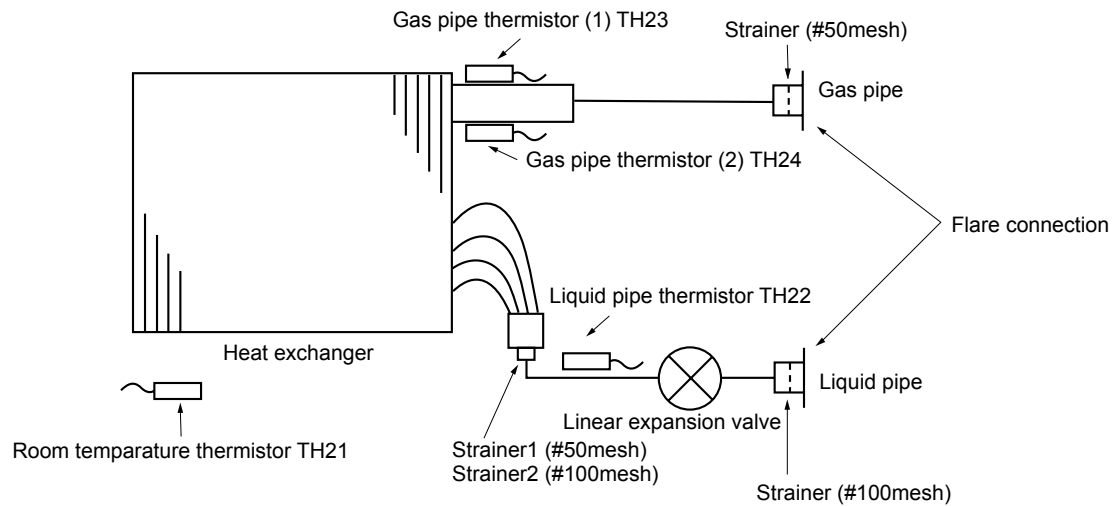 Gas pipe thermistor (1) TH23
Strainer (#50mesh)
Gas pipe
Gas pipe thermistor (2) TH24
Flare connection
Liquid pipe thermistor TH22
Heat exchanger
Liquid pipe
Linear expansion valve
Room temparature thermistor TH21
Strainer1 (#50mesh)
Strainer2 (#100mesh)
Strainer (#100mesh)